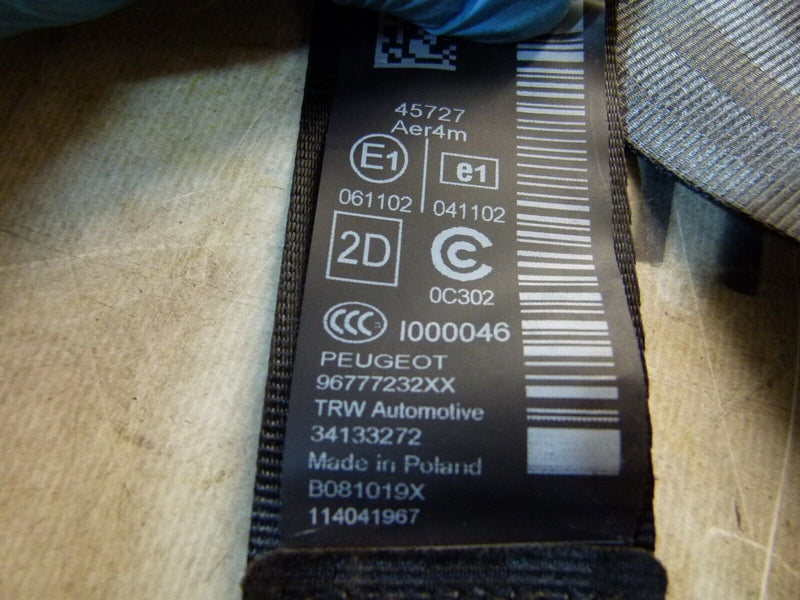 45727
Aer4m
E1 e1
061102 041102
2D
0C302
CCC I000046
PEUGEOT
96777232XX
TRW Automotive
34133272
Made in Poland
B081019X
114041967